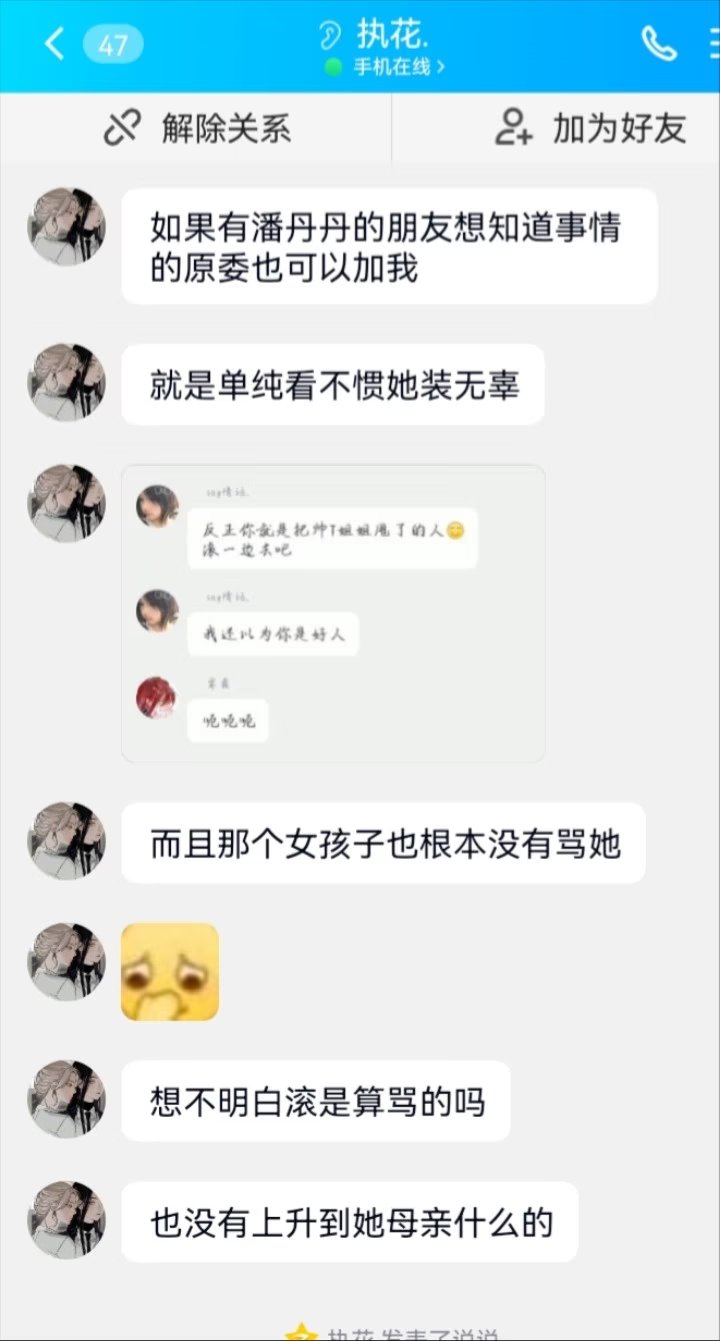 47
执花.
手机在线
解除关系
加为好友
如果有潘丹丹的朋友想知道事情
的原委也可以加我
就是单纯看不惯她装无辜
反正你就是把帅T姐姐甩了的人
滚一边去吧
我还以为你是好人
呃呃呃
而且那个女孩子也根本没有骂她
想不明白滚是算骂的吗
也没有上升到她母亲什么的
执花.发表了说说